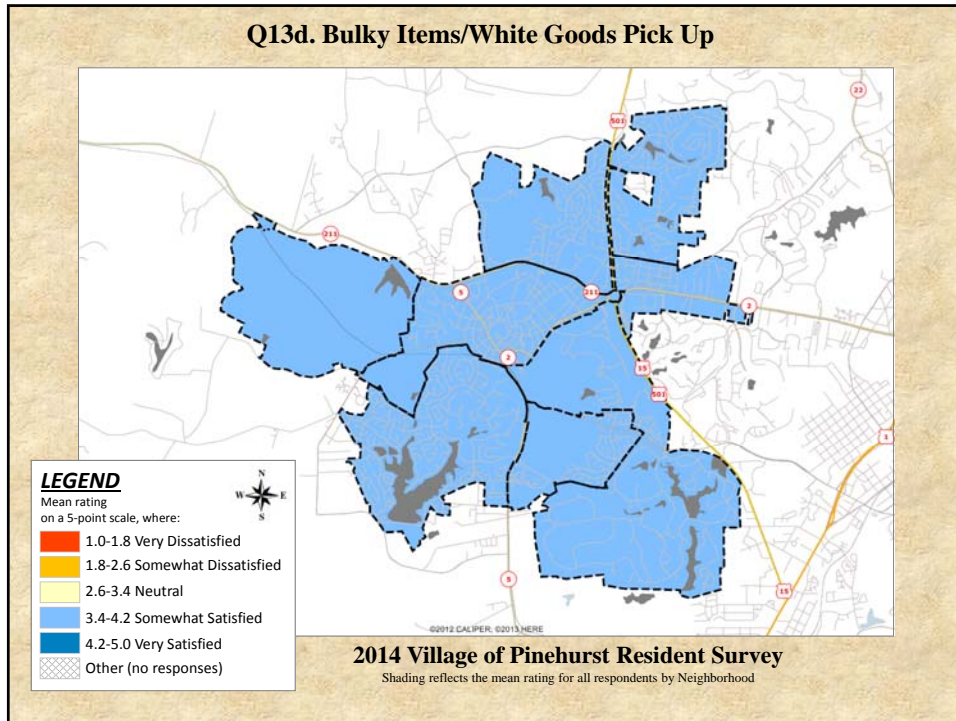 Q13d. Bulky Items/White Goods Pick Up
22
501
211
5
211
2
2
15
501
1
5
15
LEGEND
Mean rating
on a 5-point scale, where:
N
W E
S
1.0-1.8 Very Dissatisfied
1.8-2.6 Somewhat Dissatisfied
2.6-3.4 Neutral
3.4-4.2 Somewhat Satisfied
4.2-5.0 Very Satisfied
Other (no responses)
©2012 CALIPER, ©2013 HERE
2014 Village of Pinehurst Resident Survey
Shading reflects the mean rating for all respondents by Neighborhood